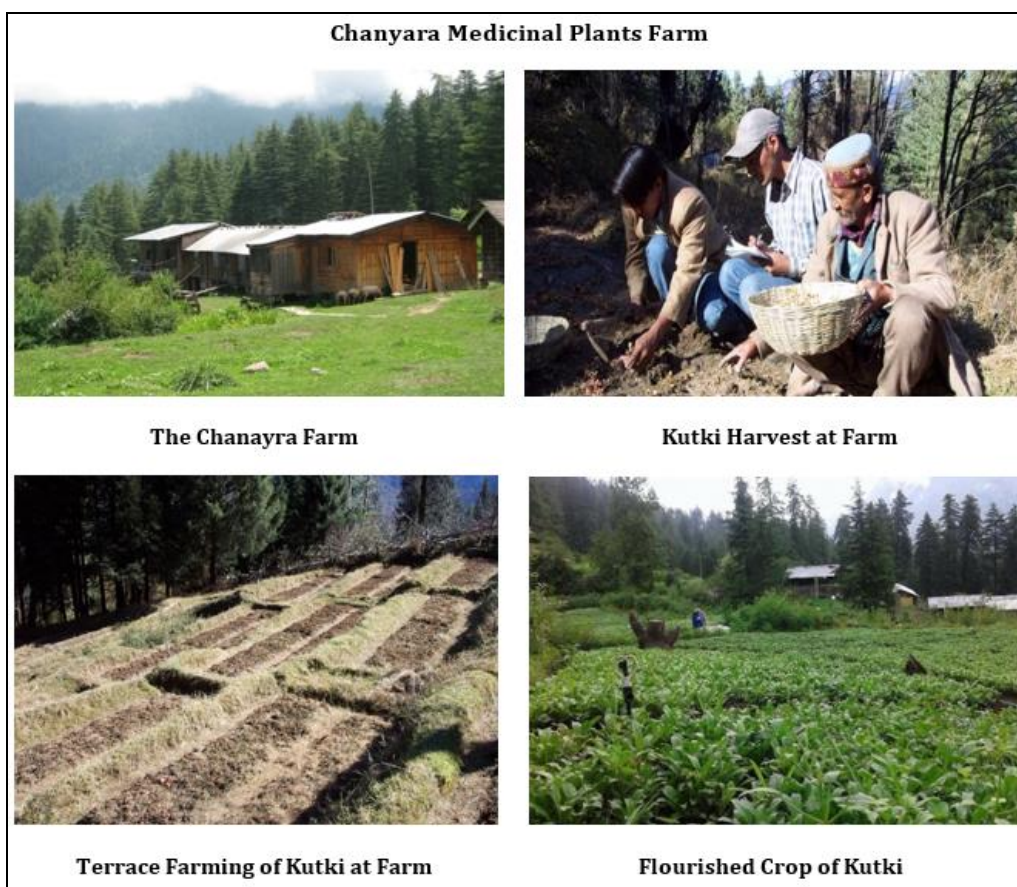 Chanyara Medicinal Plants Farm
The Chanayra Farm
Kutki Harvest at Farm
Terrace Farming of Kutki at Farm
Flourished Crop of Kutki